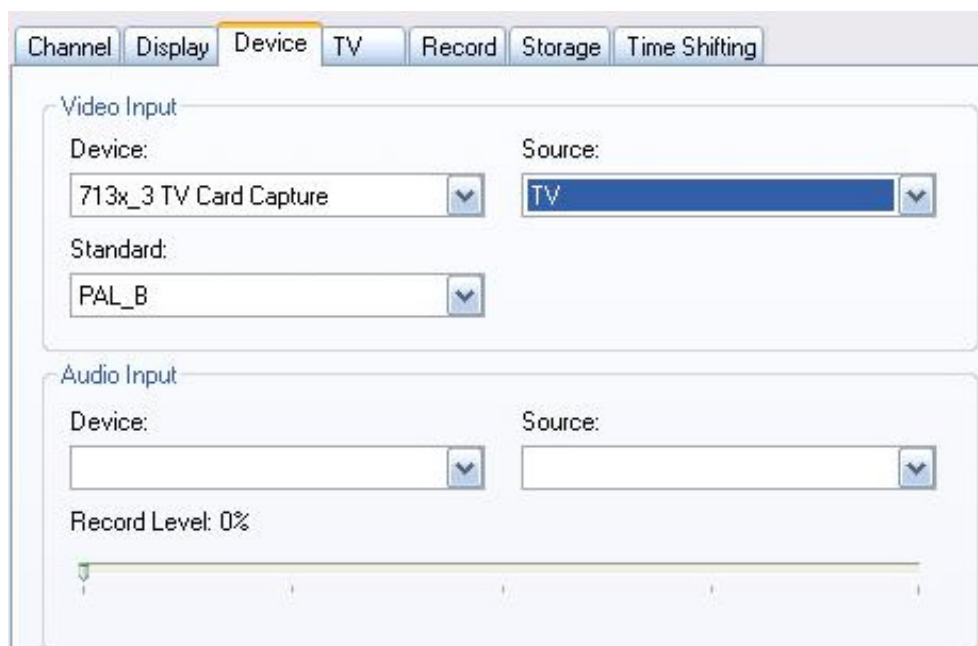 Channel Display Device TV Record Storage Time Shifting
Video Input
Device: Source:
713x_3 TV Card Capture TV
Standard:
PAL_B
Audio Input
Device: Source:
Record Level: 0%